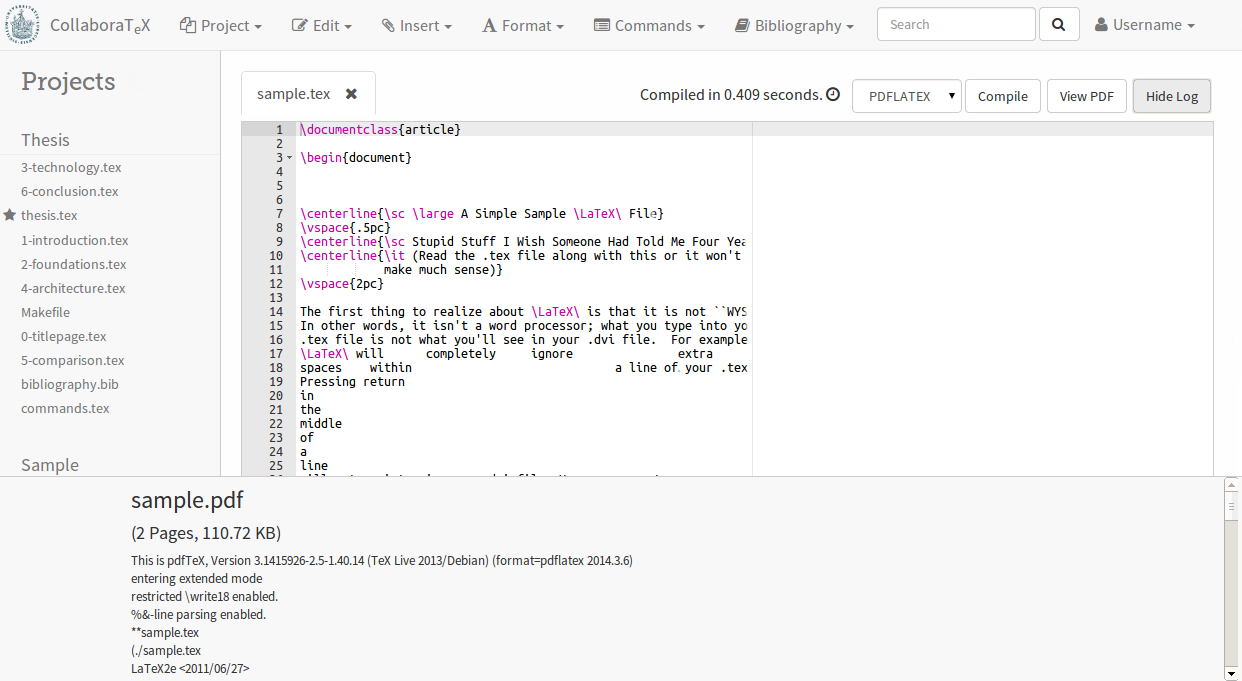 CollaboraTeX Project Edit Insert Format Commands Bibliography Search Username
Projects
Thesis
3-technology.tex
6-conclusion.tex
thesis.tex
1-introduction.tex
2-foundations.tex
4-architecture.tex
Makefile
0-titlepage.tex
5-comparison.tex
bibliography.bib
commands.tex
Sample
sample.tex
Compiled in 0.409 seconds. PDFLATEX Compile View PDF Hide Log
1 \documentclass{article}
2
3 \begin{document}
4
5
6
7 \centerline{\sc \large A Simple Sample \LaTeX\ File}
8 \vspace{.5pc}
9 \centerline{\sc Stupid Stuff I Wish Someone Had Told Me Four Yea
10 \centerline{\it (Read the .tex file along with this or it won't
11 make much sense)}
12 \vspace{2pc}
13
14 The first thing to realize about \LaTeX\ is that it is not ``WYS
15 In other words, it isn't a word processor; what you type into yo
16 .tex file is not what you'll see in your .dvi file.  For example
17 \LaTeX\ will      completely     ignore               extra
18 spaces    within                             a line of your .tex
19 Pressing return
20 in
21 the
22 middle
23 of
24 a
25 line
sample.pdf
(2 Pages, 110.72 KB)
This is pdfTeX, Version 3.1415926-2.5-1.40.14 (TeX Live 2013/Debian) (format=pdflatex 2014.3.6)
entering extended mode
restricted \write18 enabled.
%&-line parsing enabled.
**sample.tex
(./sample.tex
LaTeX2e <2011/06/27>